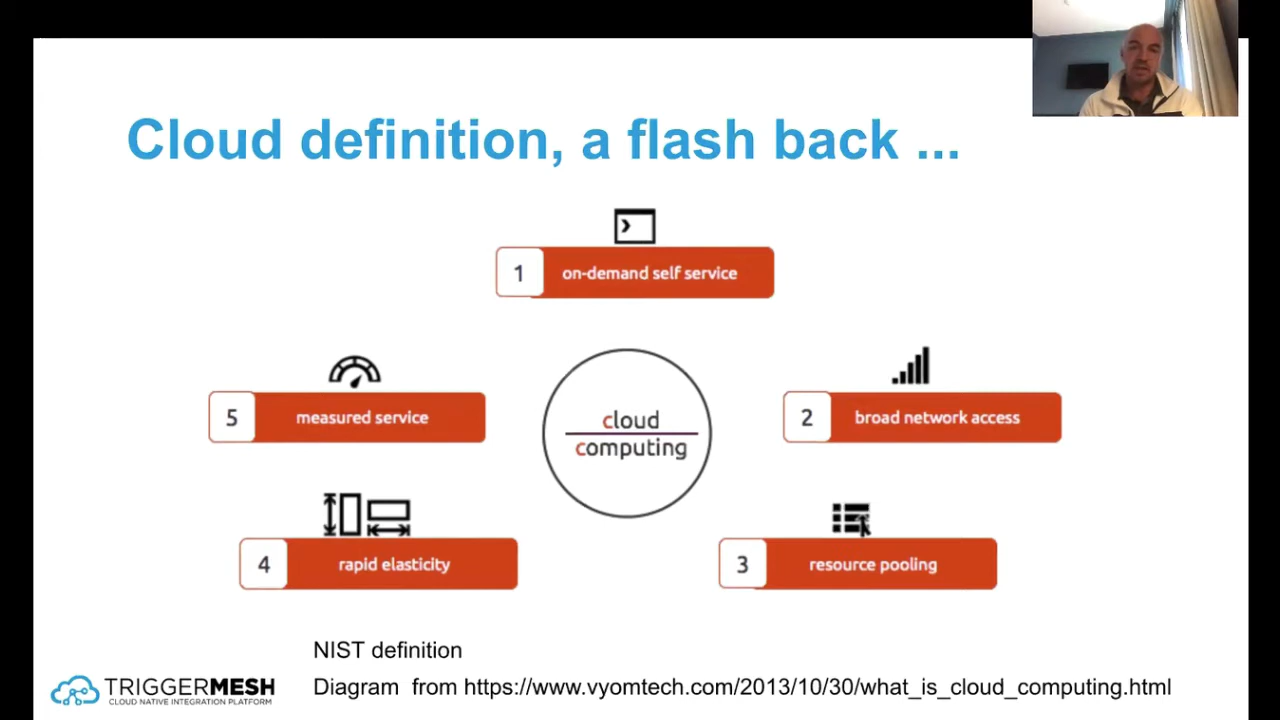 Cloud definition, a flash back ...
1 on-demand self service
5 measured service
cloud
computing
2 broad network access
4 rapid elasticity
3 resource pooling
NIST definition
Diagram from https://www.vyomtech.com/2013/10/30/what_is_cloud_computing.html
TRIGGERMESH
CLOUD NATIVE INTEGRATION PLATFORM